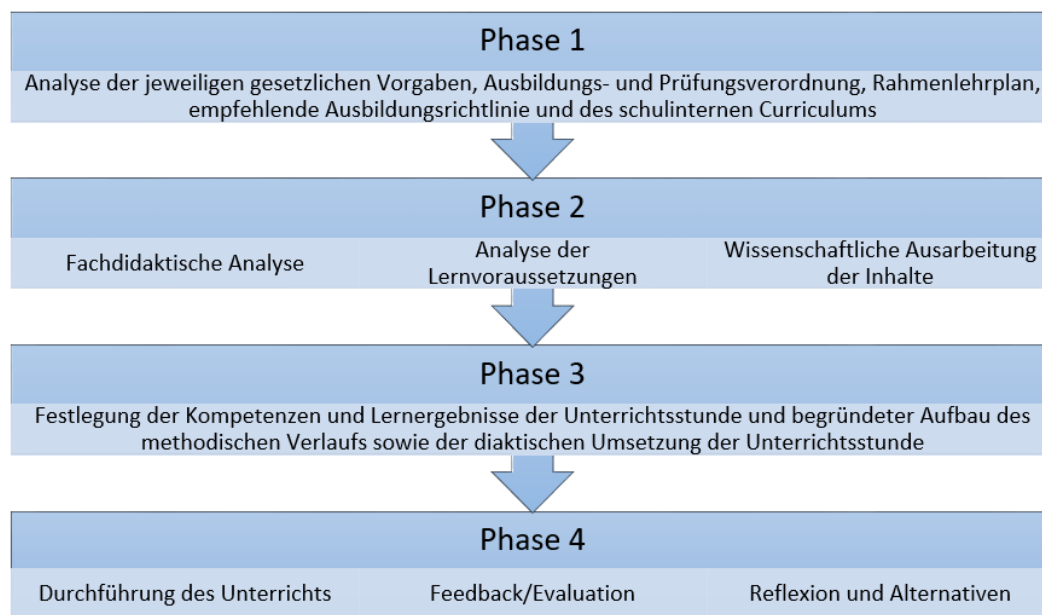 Phase 1
Analyse der jeweiligen gesetzlichen Vorgaben, Ausbildungs- und Prüfungsverordnung, Rahmenlehrplan,
empfehlende Ausbildungsrichtlinie und des schulinternen Curriculums
Phase 2
Fachdidaktische Analyse
Analyse der
Lernvoraussetzungen
Wissenschaftliche Ausarbeitung
der Inhalte
Phase 3
Festlegung der Kompetenzen und Lernergebnisse der Unterrichtsstunde und begründeter Aufbau des
methodischen Verlaufs sowie der diaktischen Umsetzung der Unterrichtsstunde
Phase 4
Durchführung des Unterrichts
Feedback/Evaluation
Reflexion und Alternativen